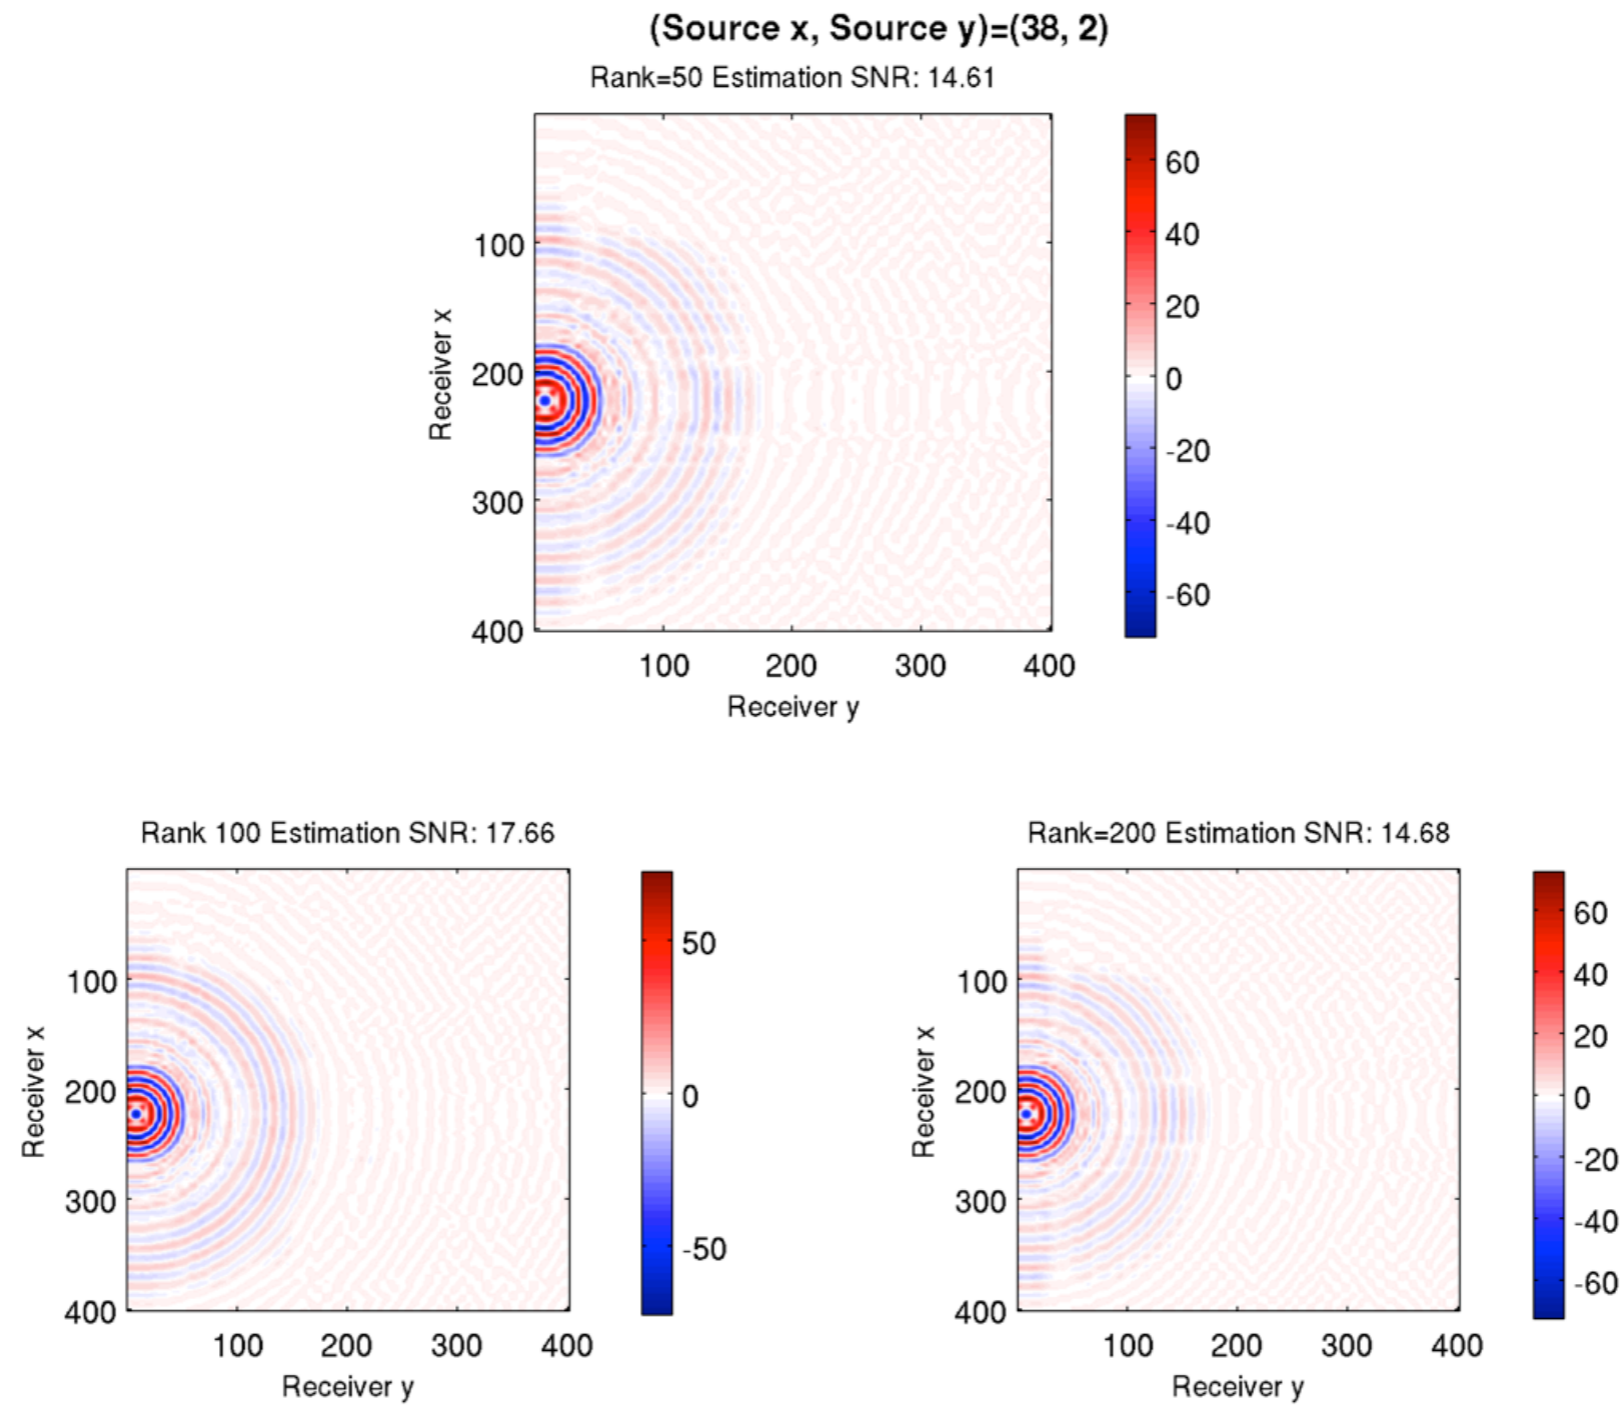 (Source x, Source y)=(38, 2)
Rank=50 Estimation SNR: 14.61
60
40
20
0
-20
-40
-60
100
200
300
400
Receiver x
100 200 300 400
Receiver y
Rank 100 Estimation SNR: 17.66
50
0
-50
100
200
300
400
Receiver x
100 200 300 400
Receiver y
Rank=200 Estimation SNR: 14.68
60
40
20
0
-20
-40
-60
100
200
300
400
Receiver x
100 200 300 400
Receiver y